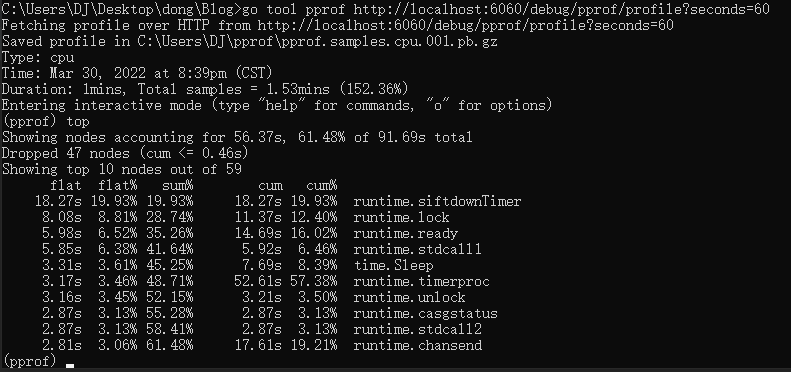 C:\Users\DJ\Desktop\dong\Blog>go tool pprof http://localhost:6060/debug/pprof/profile?seconds=60
Fetching profile over HTTP from http://localhost:6060/debug/pprof/profile?seconds=60
Saved profile in C:\Users\DJ\pprof\pprof.samples.cpu.001.pb.gz
Type: cpu
Time: Mar 30, 2022 at 8:39pm (CST)
Duration: 1mins, Total samples = 1.53mins (152.36%)
Entering interactive mode (type "help" for commands, "o" for options)
(pprof) top
Showing nodes accounting for 56.37s, 61.48% of 91.69s total
Dropped 47 nodes (cum <= 0.46s)
Showing top 10 nodes out of 59
flat flat% sum% cum cum%
18.27s 19.93% 19.93% 18.27s 19.93% runtime.siftdownTimer
8.08s 8.81% 28.74% 11.37s 12.40% runtime.lock
5.98s 6.52% 35.26% 14.69s 16.02% runtime.ready
5.85s 6.38% 41.64% 5.92s 6.46% runtime.stdcall1
3.31s 3.61% 45.25% 7.69s 8.39% time.Sleep
3.17s 3.46% 48.71% 52.61s 57.38% runtime.timerproc
3.16s 3.45% 52.15% 3.21s 3.50% runtime.unlock
2.87s 3.13% 55.28% 2.87s 3.13% runtime.casgstatus
2.87s 3.13% 58.41% 2.87s 3.13% runtime.stdcall2
2.81s 3.06% 61.48% 17.61s 19.21% runtime.chansend
(pprof)